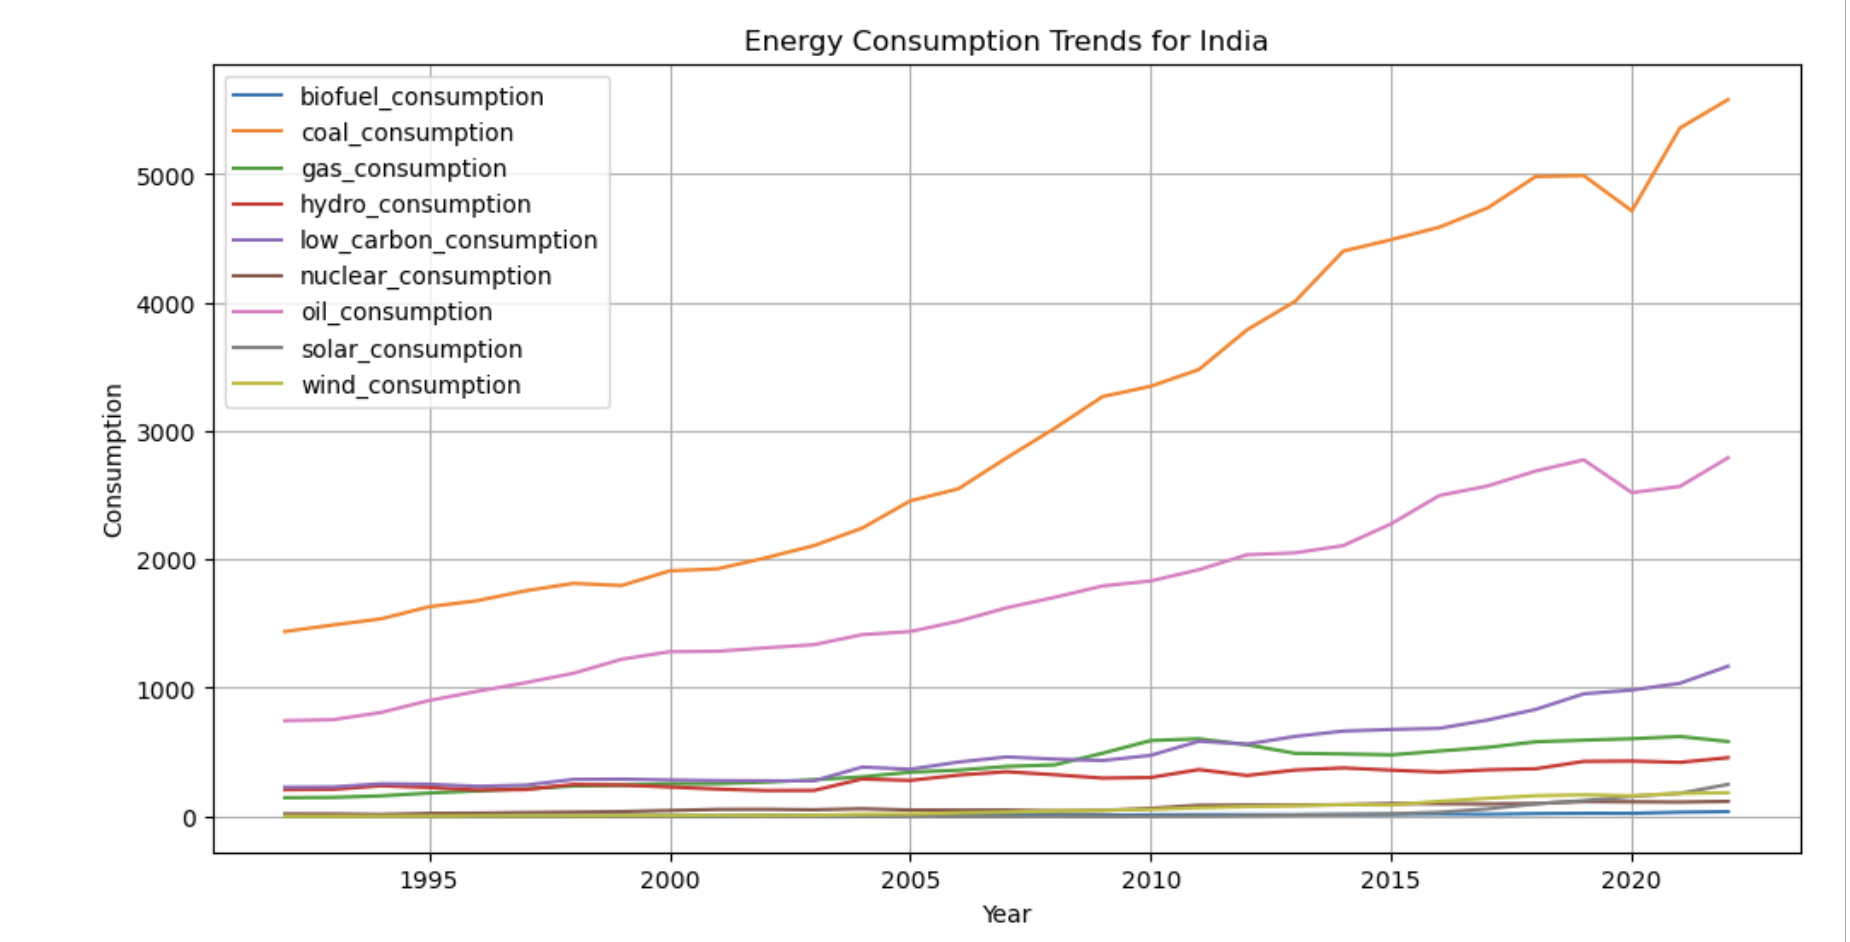 Energy Consumption Trends for India
biofuel_consumption
coal_consumption
gas_consumption
hydro_consumption
low_carbon_consumption
nuclear_consumption
oil_consumption
solar_consumption
wind_consumption
5000
4000
3000
2000
1000
0
Consumption
1995
2000
2005
2010
2015
2020
Year